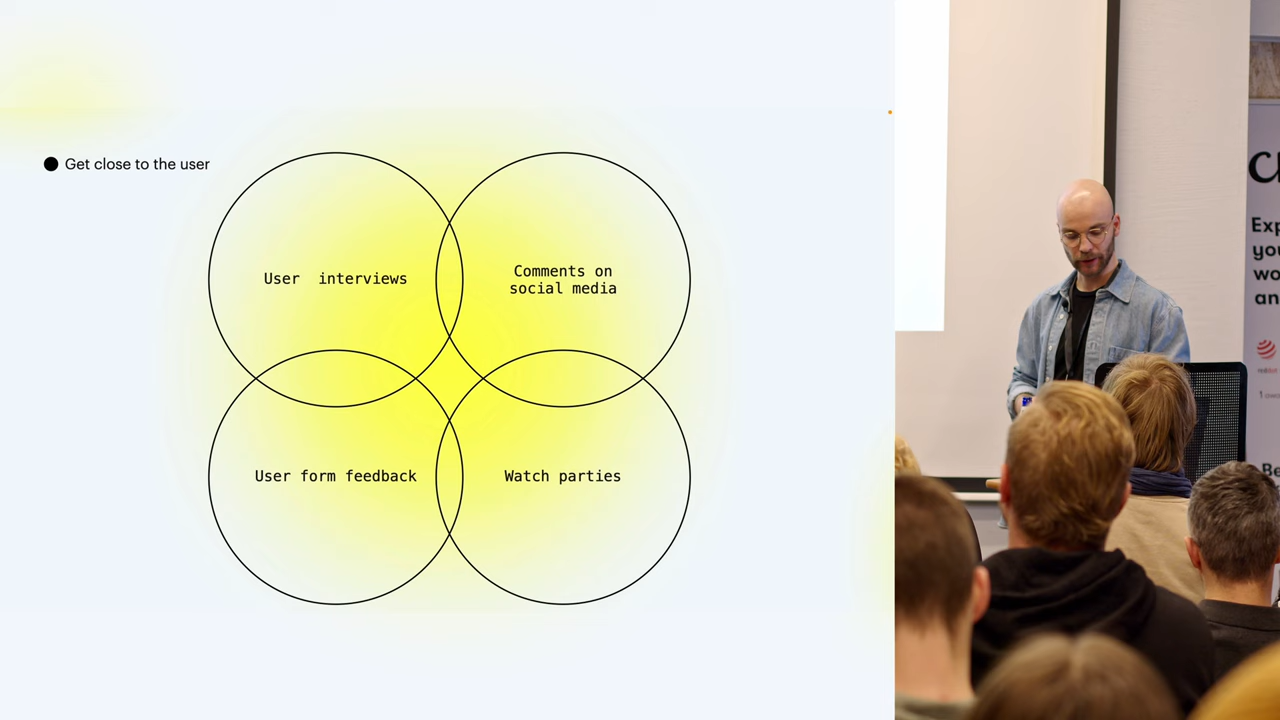 Get close to the user
User interviews
Comments on
social media
User form feedback
Watch parties